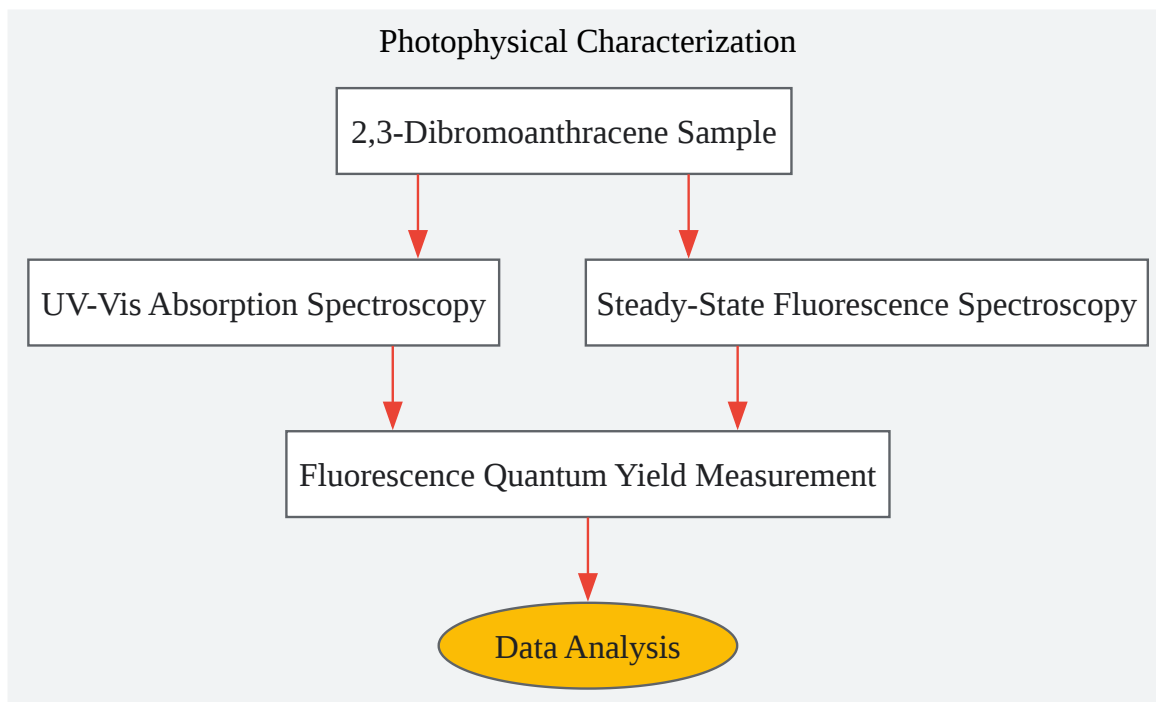 Photophysical Characterization
2,3-Dibromoanthracene Sample
UV-Vis Absorption Spectroscopy
Steady-State Fluorescence Spectroscopy
Fluorescence Quantum Yield Measurement
Data Analysis